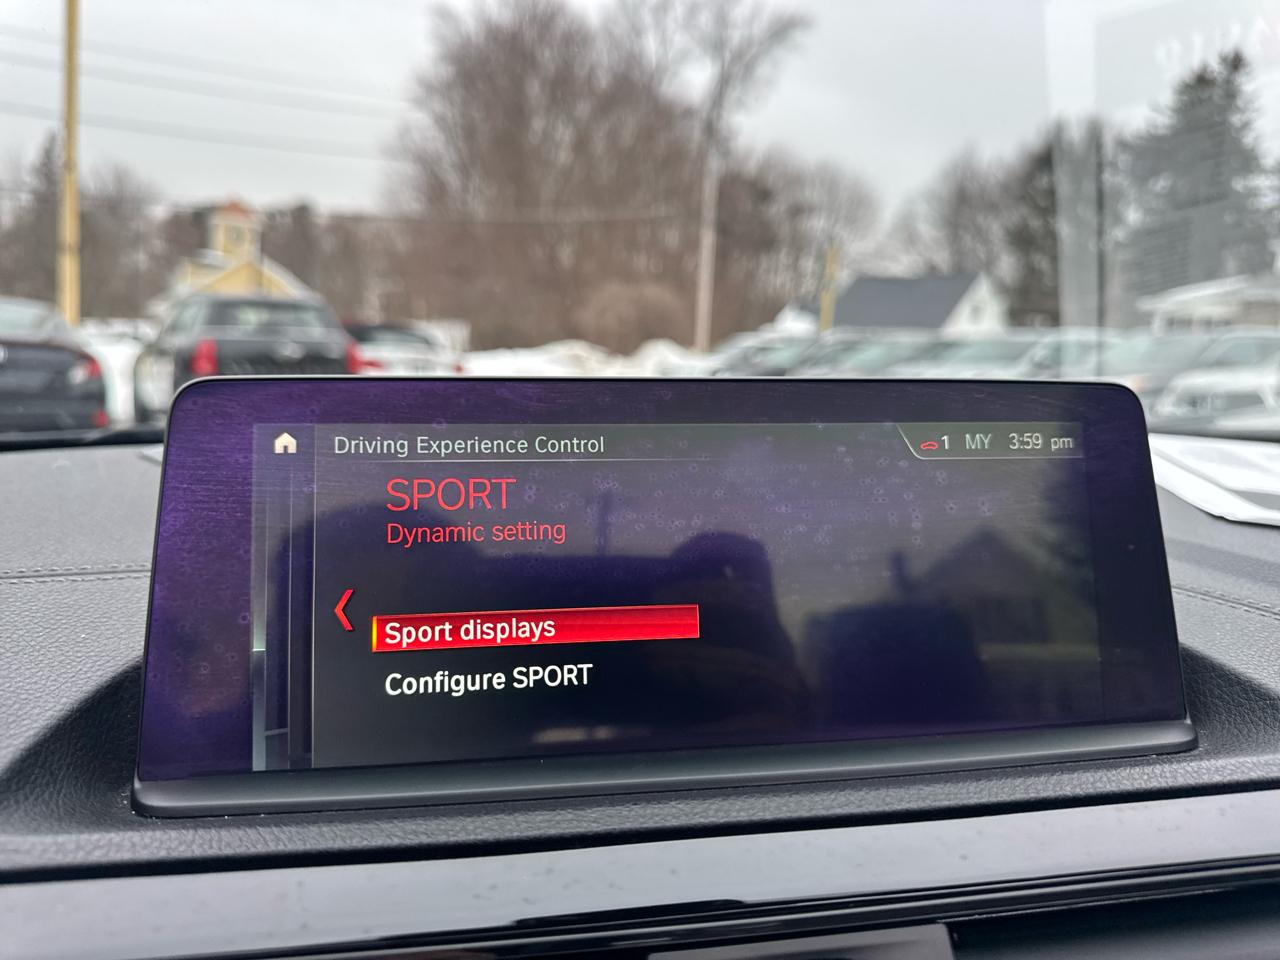 Driving Experience Control
1 MY 3:59 pm
SPORT
Dynamic setting
Sport displays
Configure SPORT